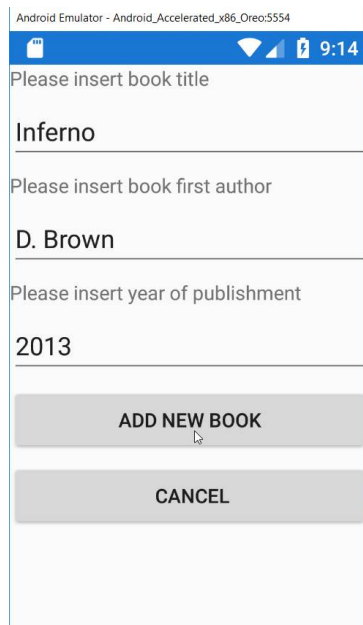 Android Emulator - Android_Accelerated_x86_Oreo:5554
9:14
Please insert book title
Inferno
Please insert book first author
D. Brown
Please insert year of publishment
2013
ADD NEW BOOK
CANCEL